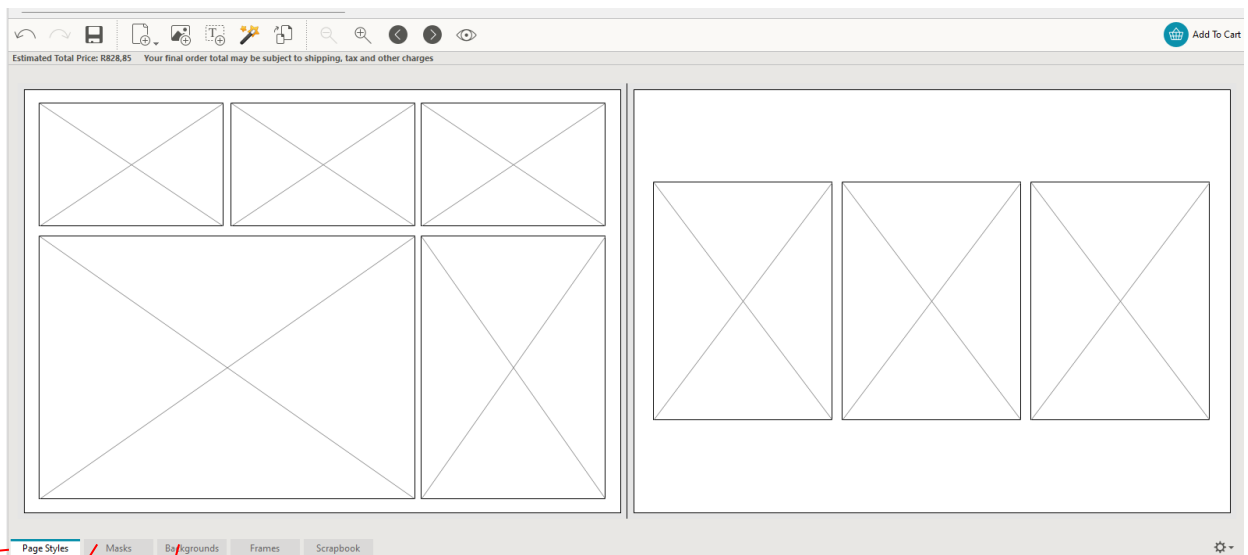 Add To Cart
Estimated Total Price: R828,85 Your final order total may be subject to shipping, tax and other charges
Page Styles Masks Backgrounds Frames Scrapbook